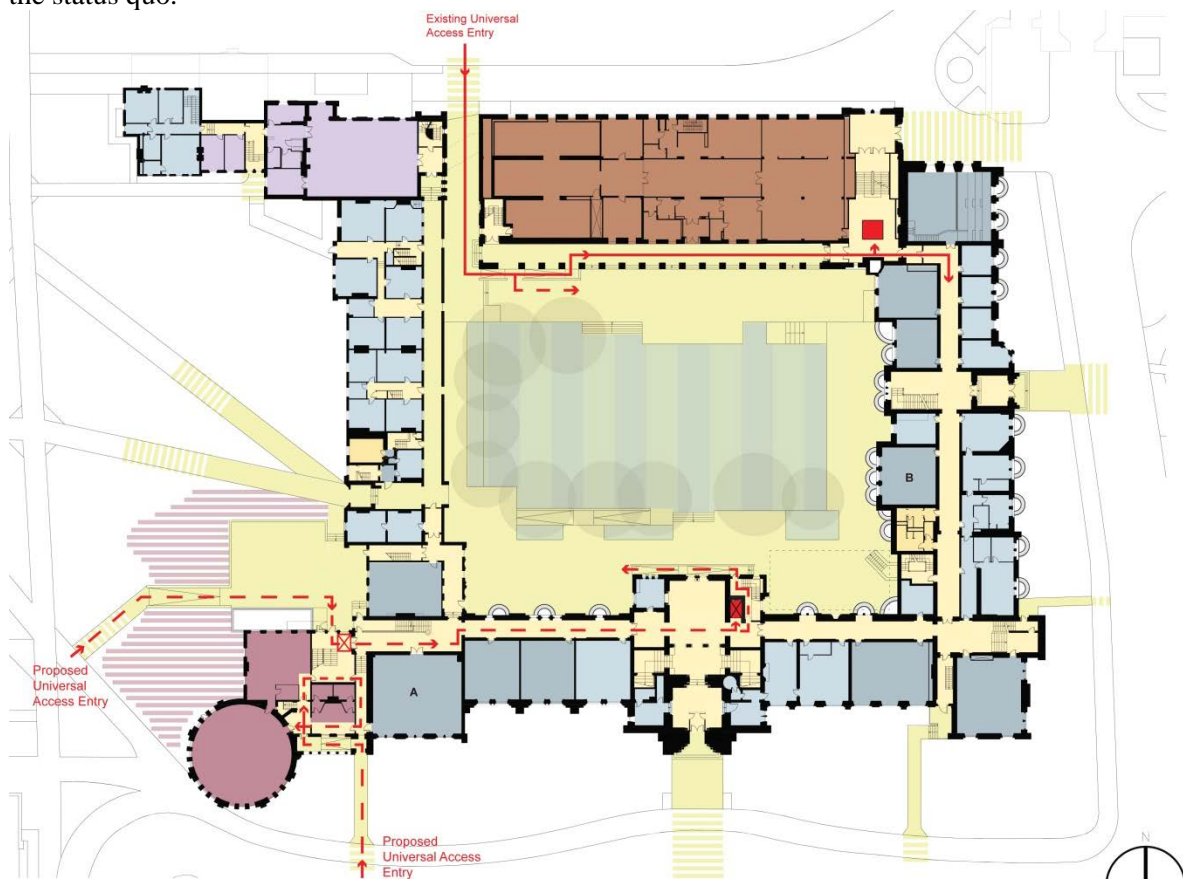 the status quo.
Existing Universal
Access Entry
B
Proposed
Universal
Access Entry
A
Proposed
Universal Access
Entry
N